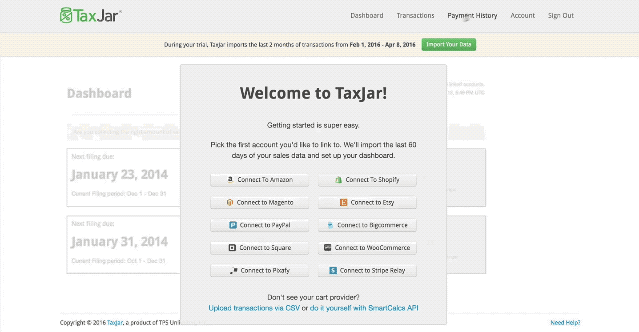 TaxJar
Dashboard Transactions Payment History Account Sign Out
During your trial, TaxJar imports the last 2 months of transactions from Feb 1, 2016 - Apr 8, 2016 Import Your Data
Welcome to TaxJar!
Dashboard
Getting started is super easy.
Pick the first account you'd like to link to. We'll import the last 60
days of your sales data and set up your dashboard.
Next filing due:
January 23, 2014
Current Filing period: Dec 1 - Dec 31
Connect To Amazon Connect To Shopify
Connect to Magento Connect to Etsy
Connect to PayPal Connect to Bigcommerce
Connect to Square Connect to WooCommerce
Connect to Pixafy Connect to Stripe Relay
Next filing due:
January 31, 2014
Current Filing period: Oct 1 - Dec 31
Don't see your cart provider?
Upload transactions via CSV or do it yourself with SmartCalcs API
Copyright © 2016 TaxJar, a product of TPS Unli
Need Help?